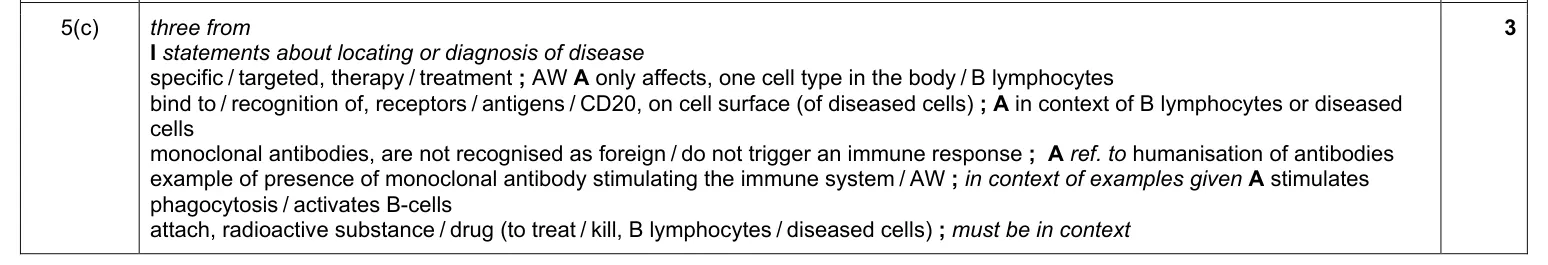 5(c)
three from
I statements about locating or diagnosis of disease
specific / targeted, therapy / treatment ; AW A only affects, one cell type in the body / B lymphocytes
bind to / recognition of, receptors / antigens / CD20, on cell surface (of diseased cells) ; A in context of B lymphocytes or diseased
cells
monoclonal antibodies, are not recognised as foreign / do not trigger an immune response ;  A ref. to humanisation of antibodies
example of presence of monoclonal antibody stimulating the immune system / AW ; in context of examples given A stimulates
phagocytosis / activates B-cells
attach, radioactive substance / drug (to treat / kill, B lymphocytes / diseased cells) ; must be in context
3